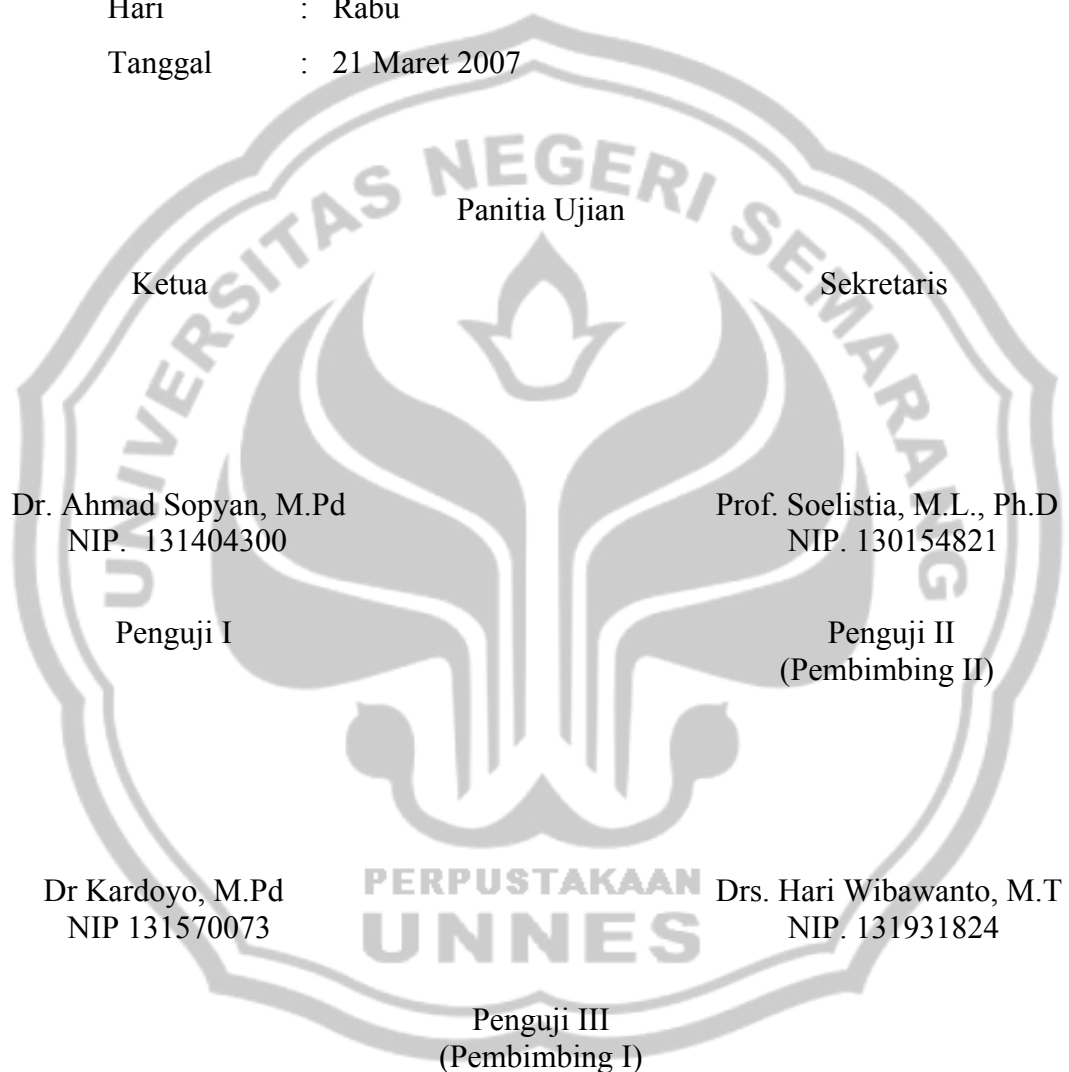 Hari : Rabu
Tanggal : 21 Maret 2007
UNIVERSITAS NEGERI SEMARANG
Panitia Ujian
Ketua Sekretaris
Dr. Ahmad Sopyan, M.Pd Prof. Soelistia, M.L., Ph.D
NIP. 131404300 NIP. 130154821
Penguji I Penguji II
(Pembimbing II)
Dr Kardoyo, M.Pd Drs. Hari Wibawanto, M.T
NIP 131570073 NIP. 131931824
PERPUSTAKAAN
UNNES
Penguji III
(Pembimbing I)